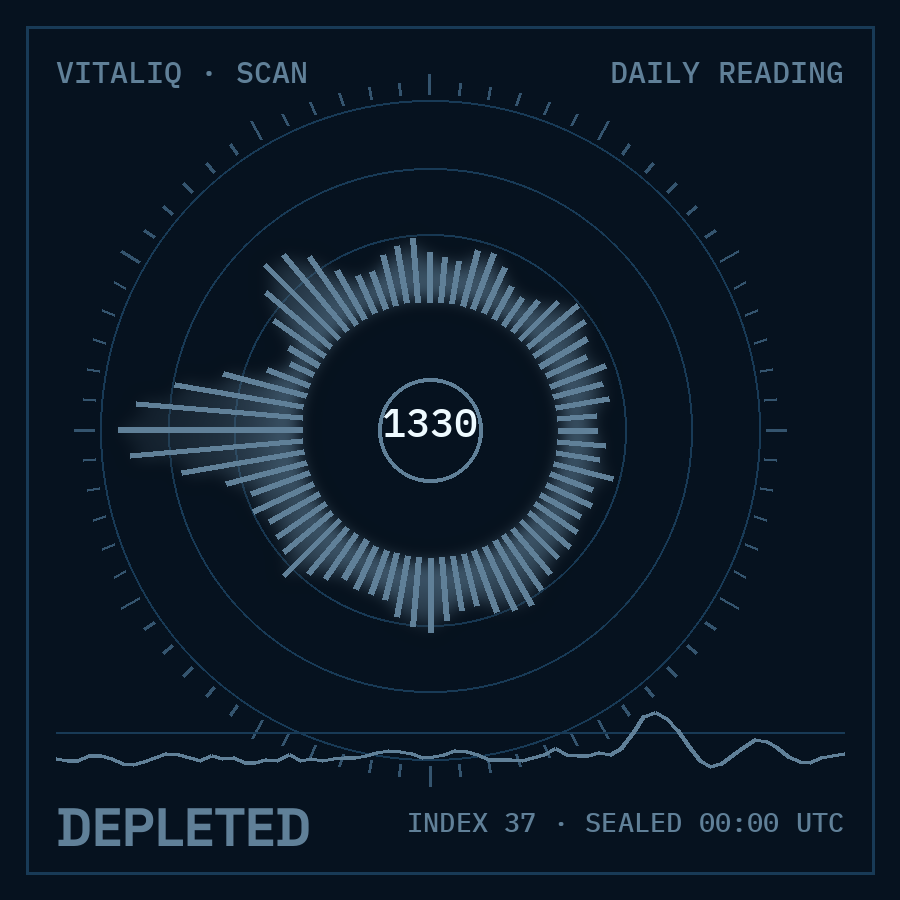 VITALIQ · SCAN
DAILY READING
1330
DEPLETED
INDEX 37 · SEALED 00:00 UTC